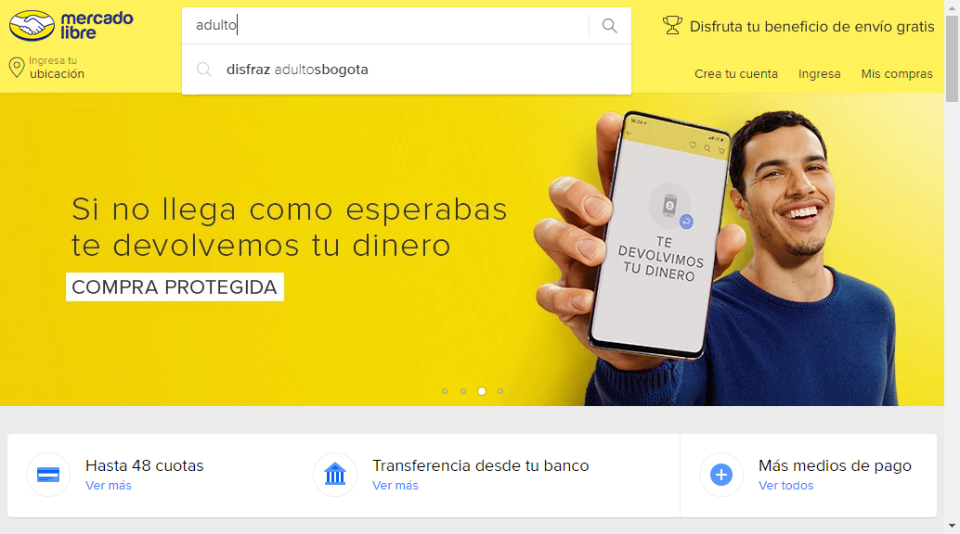 mercado
libre
adulto
Disfruta tu beneficio de envío gratis
Ingresa tu
ubicación
disfraz adultosbogota
Crea tu cuenta
Ingresa
Mis compras
Si no llega como esperabas
te devolvemos tu dinero
COMPRA PROTEGIDA
TE
DEVOLVIMOS
TU DINERO
Hasta 48 cuotas
Ver más
Transferencia desde tu banco
Ver más
Más medios de pago
Ver todos